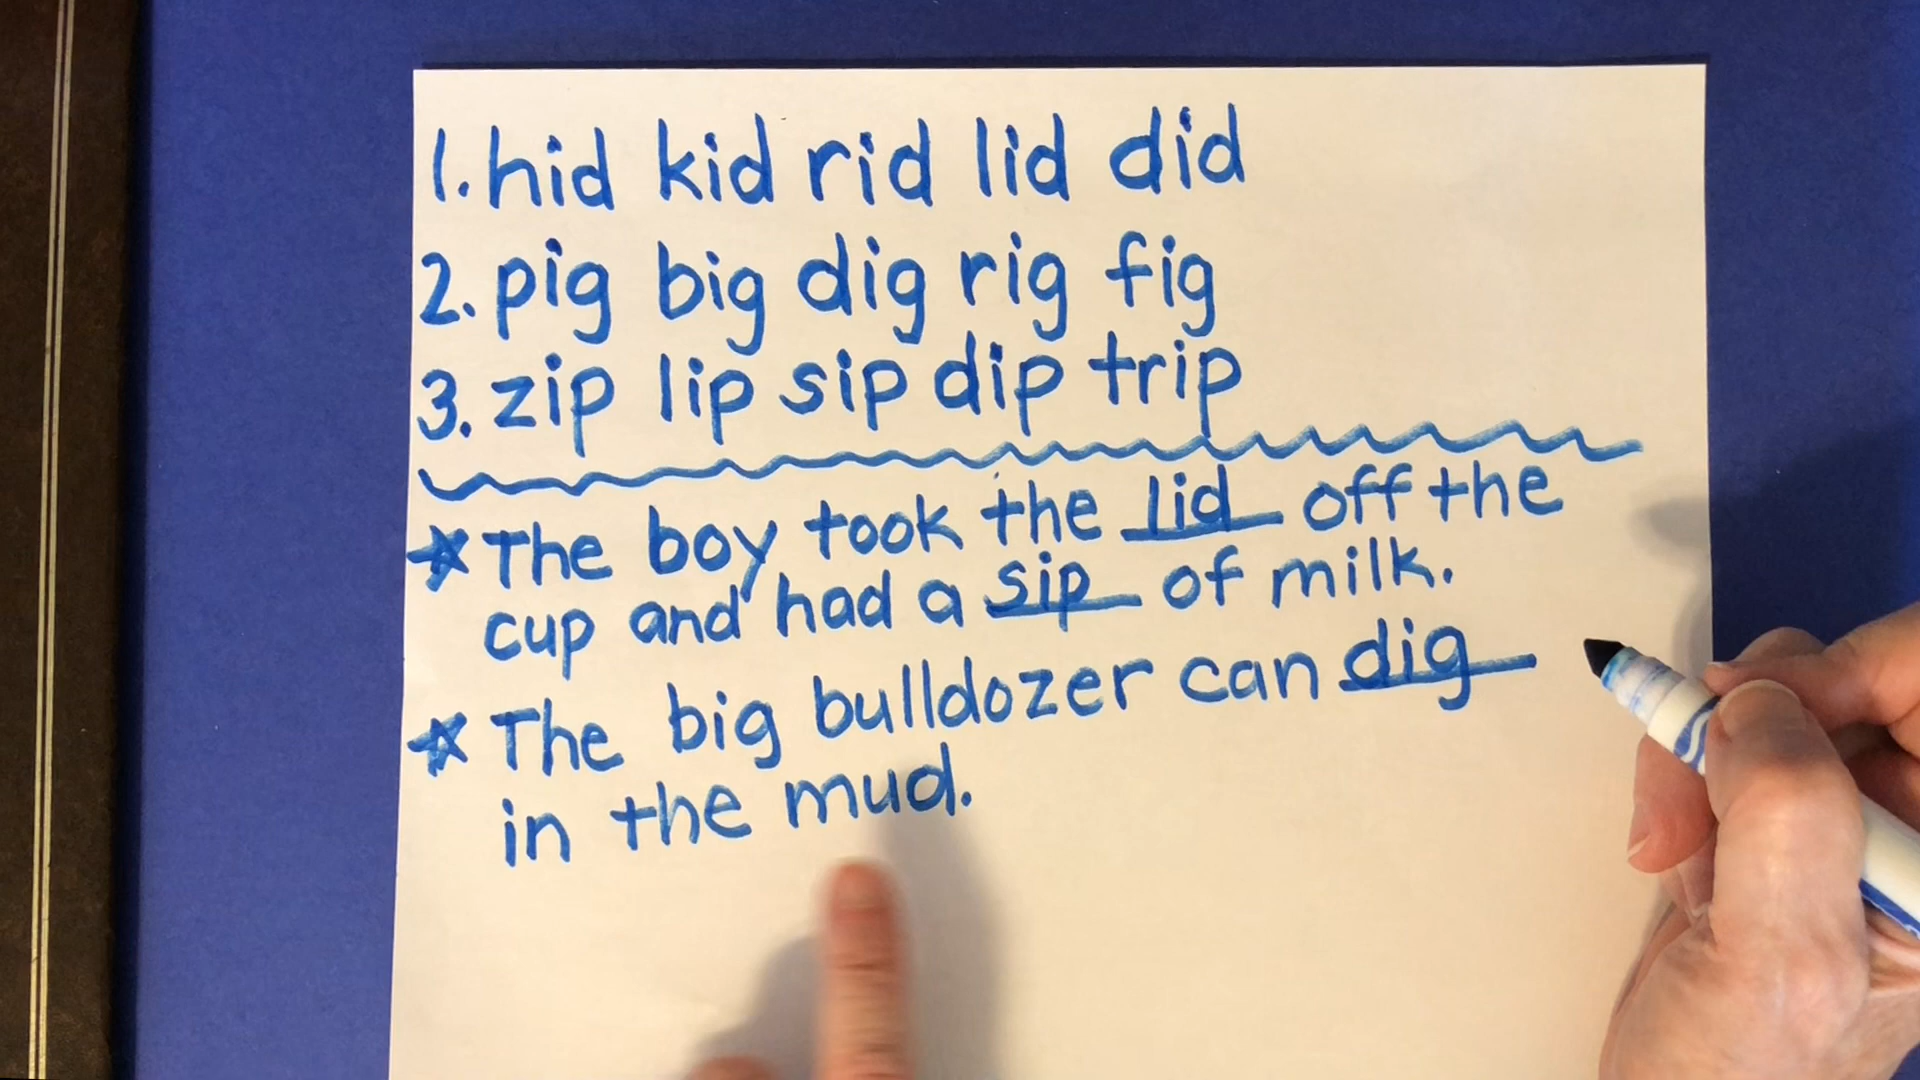 1. hid kid rid lid did
2. pig big dig rig fig
3. zip lip sip dip trip
The boy took the lid off the
cup and had a sip of milk.
The big bulldozer can dig
in the mud.